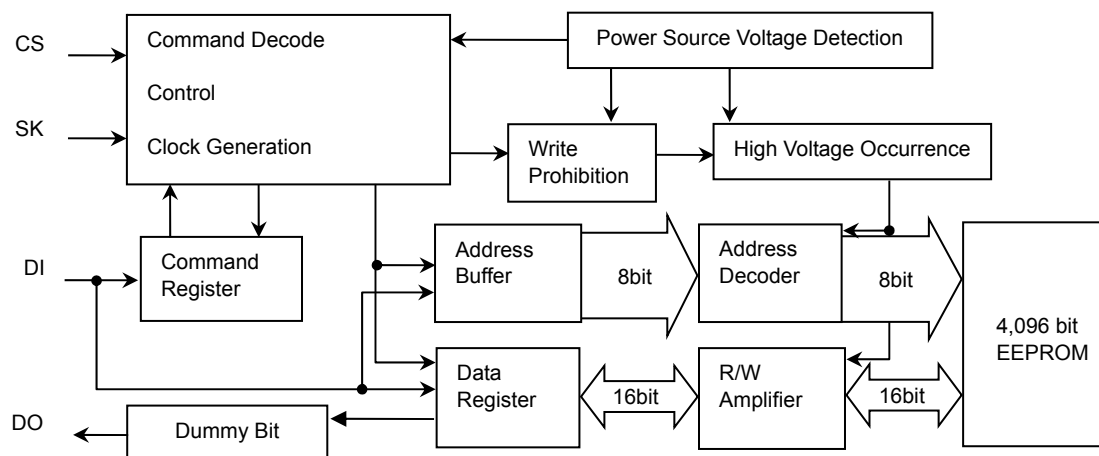 CS
Command Decode
Control
Clock Generation
SK
Power Source Voltage Detection
Write
Prohibition
High Voltage Occurrence
DI
Command
Register
Address
Buffer
8bit
Address
Decoder
8bit
4,096 bit
EEPROM
Data
Register
16bit
R/W
Amplifier
16bit
DO
Dummy Bit